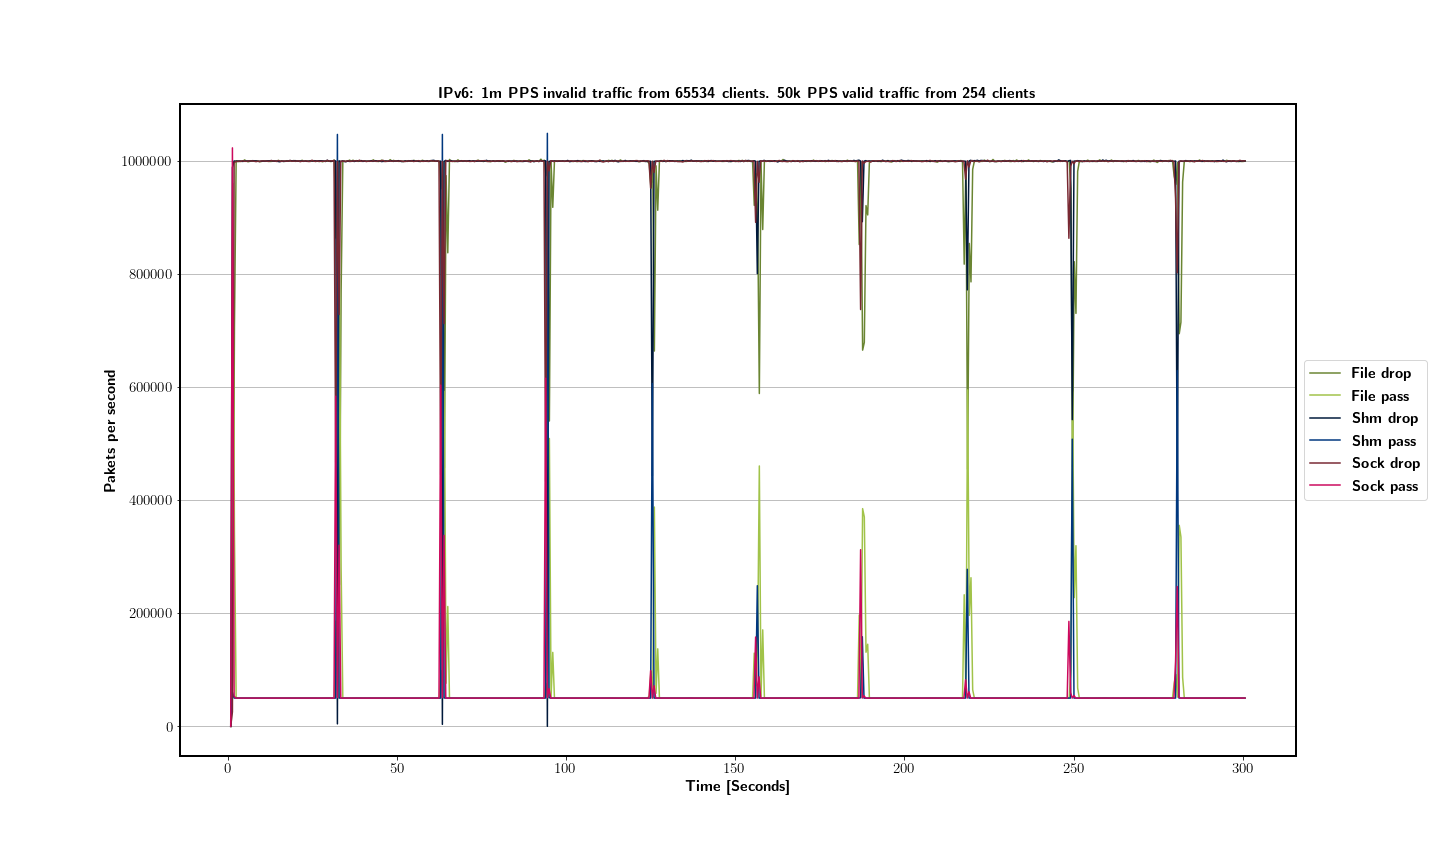 IPv6: 1m PPS invalid traffic from 65534 clients. 50k PPS valid traffic from 254 clients
1000000
800000
600000
400000
200000
0
Pakets per second
0 50 100 150 200 250 300
Time [Seconds]
File drop
File pass
Shm drop
Shm pass
Sock drop
Sock pass